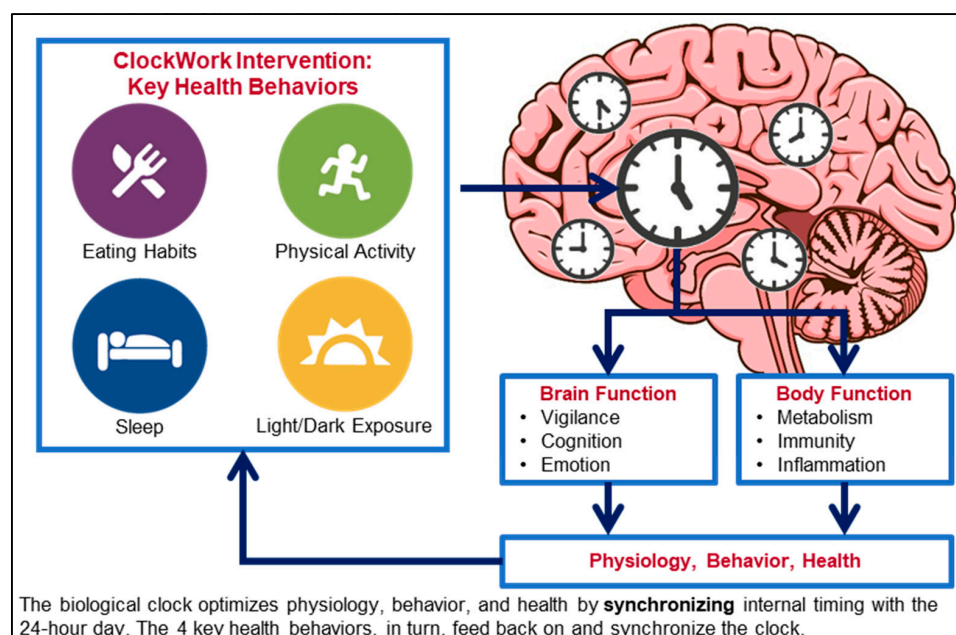 ClockWork Intervention:
Key Health Behaviors
Eating Habits
Physical Activity
Sleep
Light/Dark Exposure
Brain Function
• Vigilance
• Cognition
• Emotion
Body Function
• Metabolism
• Immunity
• Inflammation
Physiology, Behavior, Health
The biological clock optimizes physiology, behavior, and health by synchronizing internal timing with the
24-hour day. The 4 key health behaviors, in turn, feed back on and synchronize the clock.